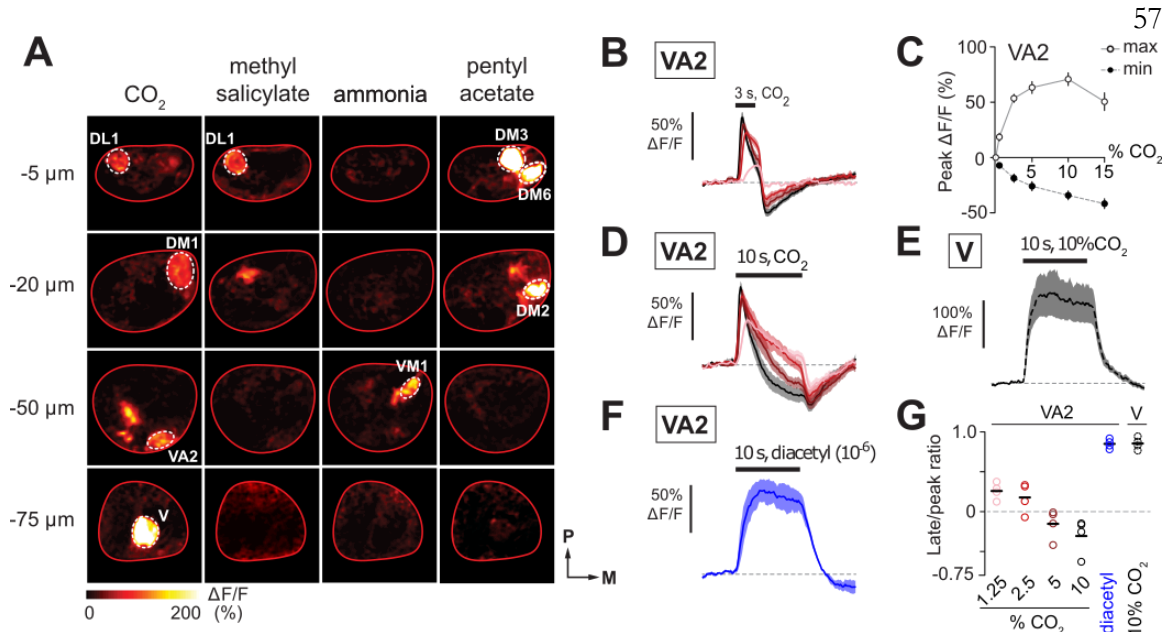 57
A
CO2
methyl
salicylate
ammonia
pentyl
acetate
-5 µm
DL1
DL1
DM3
DM6
-20 µm
DM1
DM2
-50 µm
VA2
VM1
-75 µm
V
P
M
ΔF/F
(%)
0
200
B
VA2
3 s, CO2
50%
ΔF/F
C
VA2
max
min
Peak ΔF/F (%)
100
50
0
-50
5
10
15
% CO2
D
VA2
10 s, CO2
50%
ΔF/F
E
V
10 s, 10%CO2
100%
ΔF/F
F
VA2
10 s, diacetyl (10-6)
50%
ΔF/F
G
VA2
V
Late/peak ratio
1.0
0
-0.75
1.25
2.5
5
10
% CO2
diacetyl
10% CO2